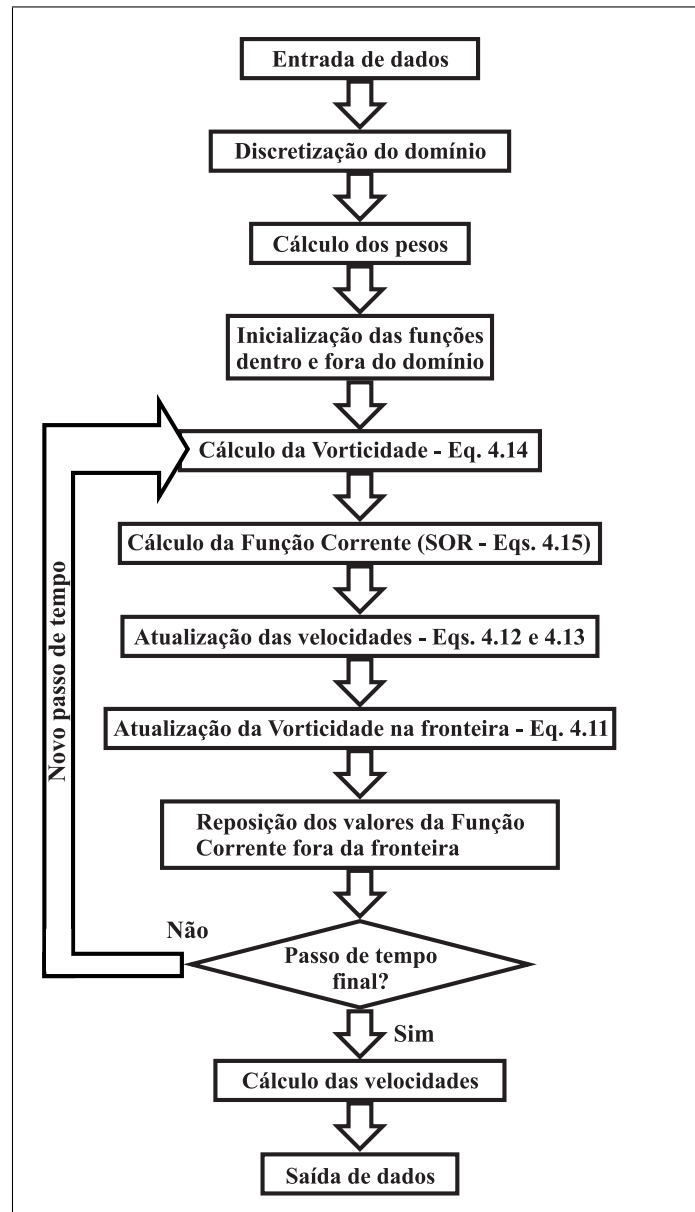 Entrada de dados
Discretização do domínio
Cálculo dos pesos
Inicialização das funções
dentro e fora do domínio
Cálculo da Vorticidade - Eq. 4.14
Cálculo da Função Corrente (SOR - Eqs. 4.15)
Atualização das velocidades - Eqs. 4.12 e 4.13
Atualização da Vorticidade na fronteira - Eq. 4.11
Novo passo de tempo
Reposição dos valores da Função
Corrente fora da fronteira
Não
Passo de tempo
final?
Sim
Cálculo das velocidades
Saída de dados